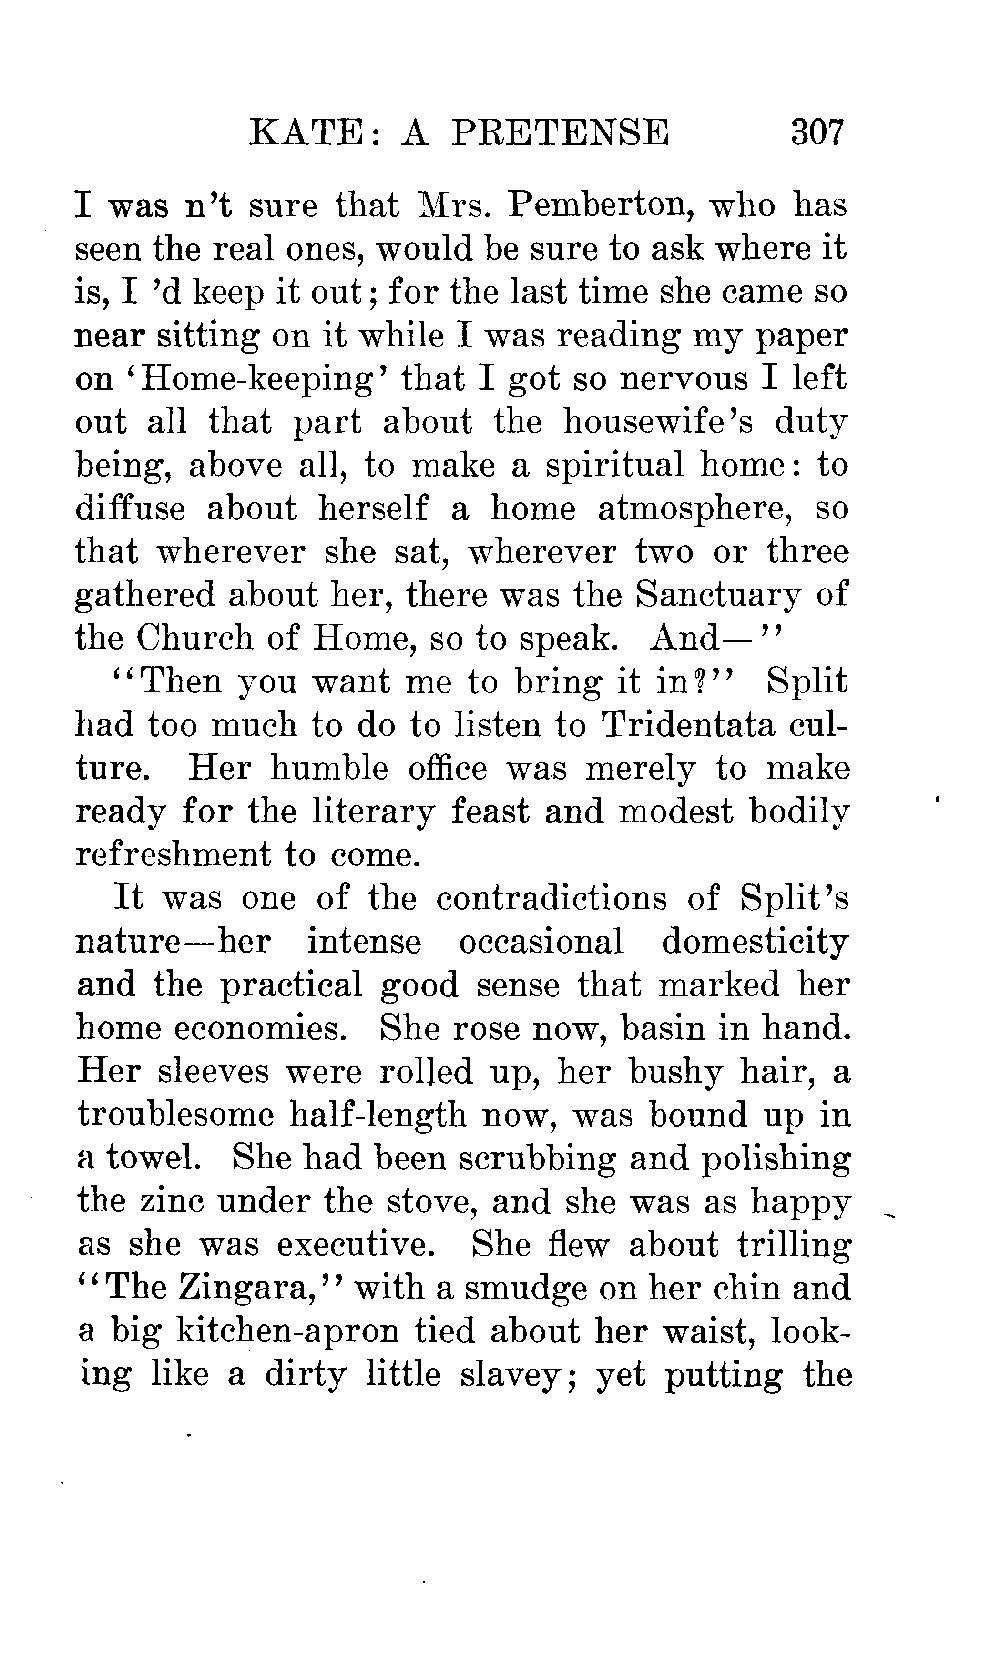 KATE: A PRETENSE 307
I was n't sure that Mrs. Pemberton, who has
seen the real ones, would be sure to ask where it
is, I 'd keep it out; for the last time she came so
near sitting on it while I was reading my paper
on 'Home-keeping' that I got so nervous I left
out all that part about the housewife's duty
being, above all, to make a spiritual home: to
diffuse about herself a home atmosphere, so
that wherever she sat, wherever two or three
gathered about her, there was the Sanctuary of
the Church of Home, so to speak. And—"
"Then you want me to bring it in?" Split
had too much to do to listen to Tridentata cul-
ture. Her humble office was merely to make
ready for the literary feast and modest bodily
refreshment to come.
It was one of the contradictions of Split's
nature—her intense occasional domesticity
and the practical good sense that marked her
home economies. She rose now, basin in hand.
Her sleeves were rolled up, her bushy hair, a
troublesome half-length now, was bound up in
a towel. She had been scrubbing and polishing
the zinc under the stove, and she was as happy
as she was executive. She flew about trilling
"The Zingara," with a smudge on her chin and
a big kitchen-apron tied about her waist, look-
ing like a dirty little slavey; yet putting the